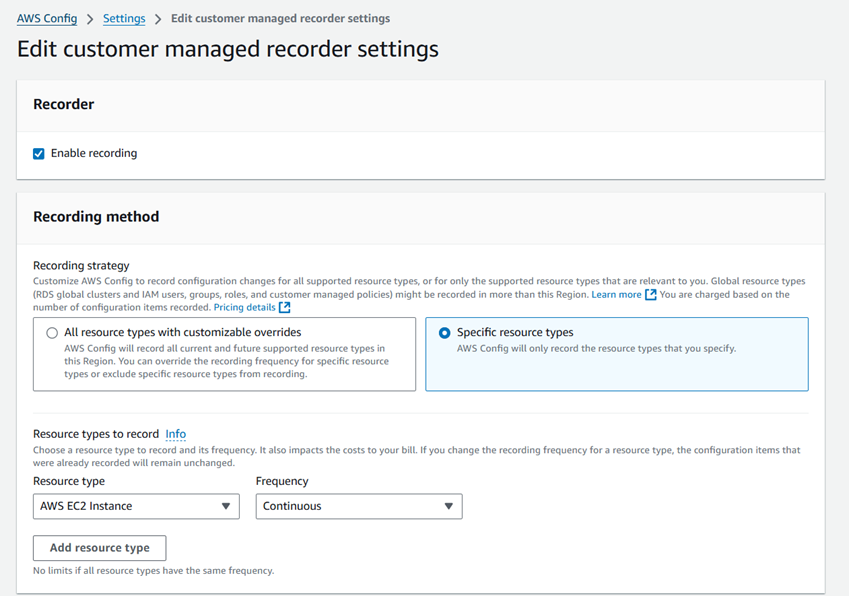 AWS Config > Settings > Edit customer managed recorder settings
Edit customer managed recorder settings
Recorder
Enable recording
Recording method
Recording strategy
Customize AWS Config to record configuration changes for all supported resource types, or for only the supported resource types that are relevant to you. Global resource types
(RDS global clusters and IAM users, groups, roles, and customer managed policies) might be recorded in more than this Region. Learn more You are charged based on the
number of configuration items recorded. Pricing details
All resource types with customizable overrides
AWS Config will record all current and future supported resource types in
this Region. You can override the recording frequency for specific resource
types or exclude specific resource types from recording.
Specific resource types
AWS Config will only record the resource types that you specify.
Resource types to record Info
Choose a resource type to record and its frequency. It also impacts the costs to your bill. If you change the recording frequency for a resource type, the configuration items that
were already recorded will remain unchanged.
Resource type Frequency
AWS EC2 Instance Continuous
Add resource type
No limits if all resource types have the same frequency.